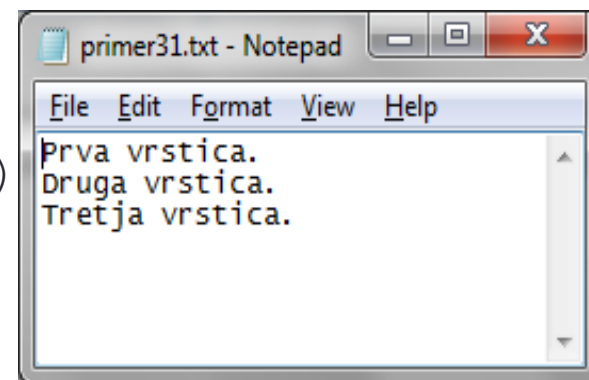 primer31.txt - Notepad
File Edit Format View Help
Prva vrstica.
Druga vrstica.
Tretja vrstica.
)